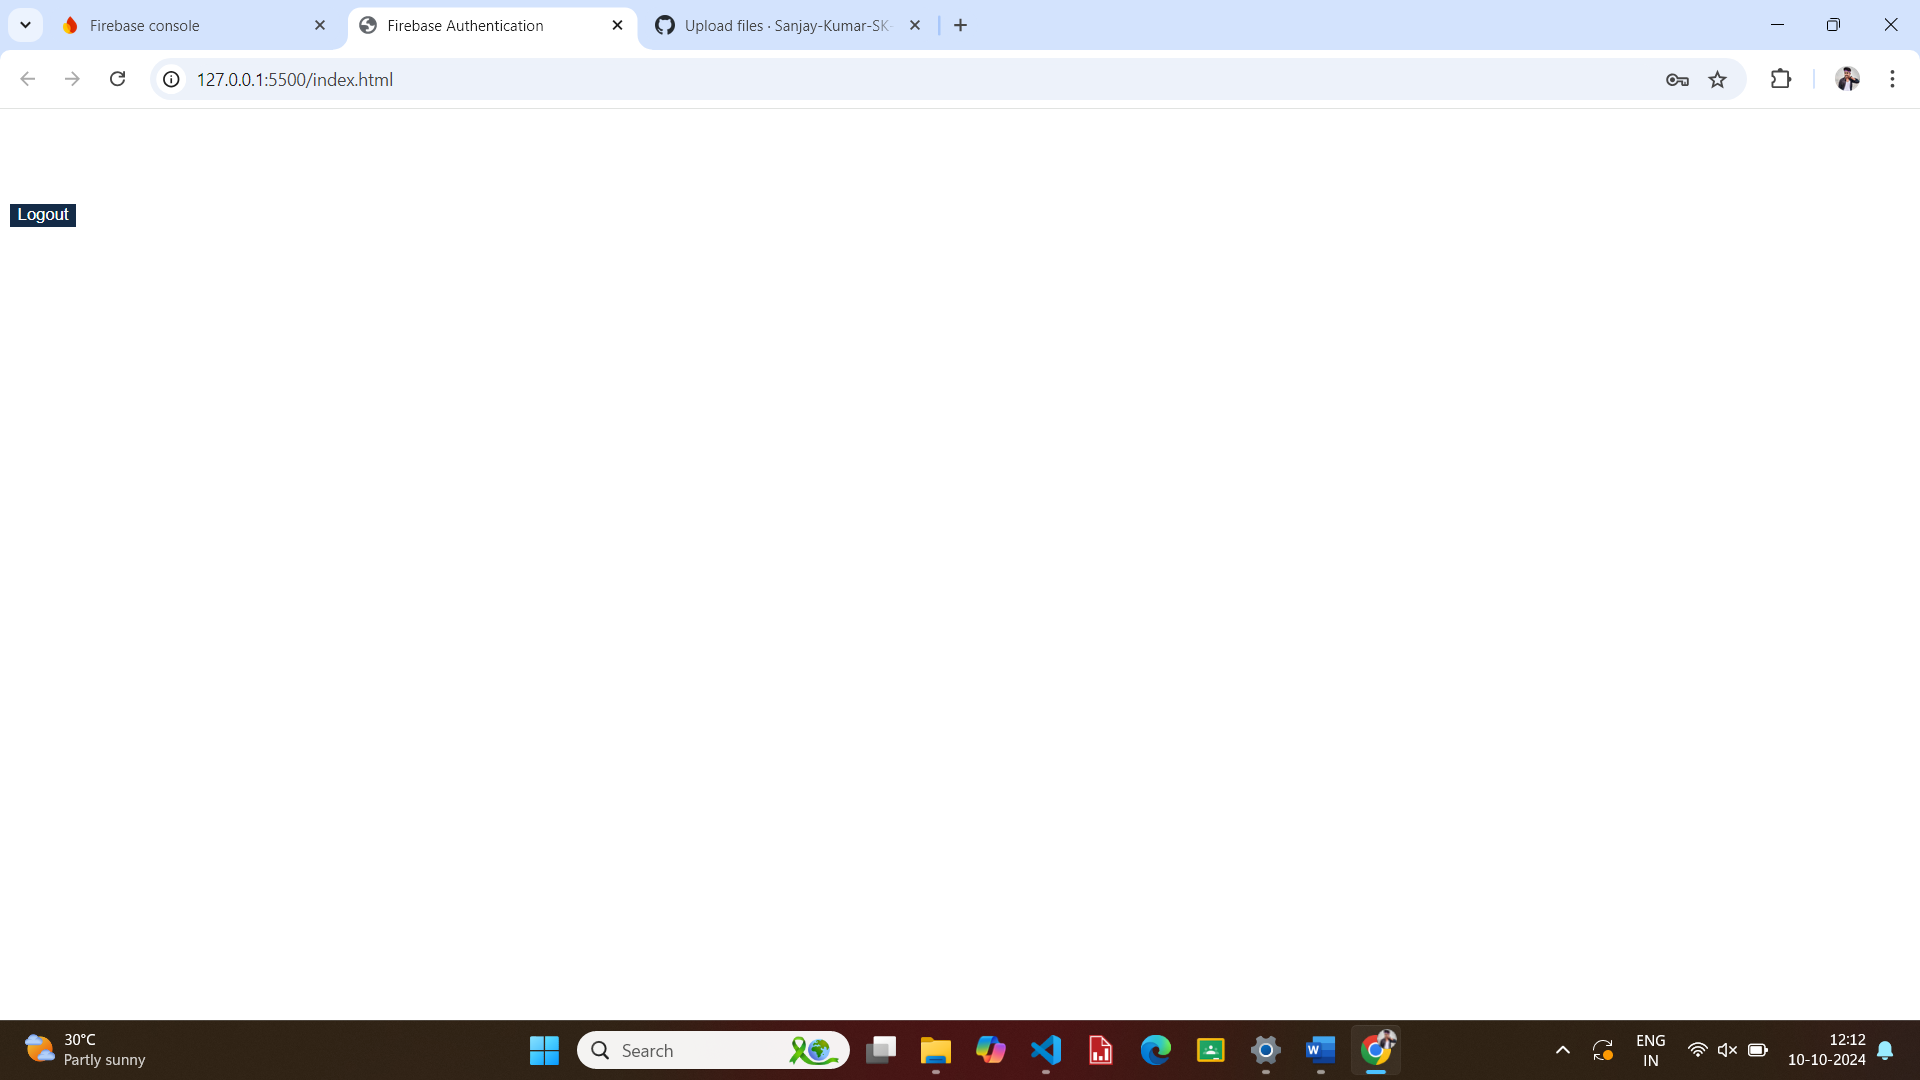 Firebase console
Firebase Authentication
Upload files · Sanjay-Kumar-SK-
127.0.0.1:5500/index.html
Logout
30°C
Partly sunny
Search
ENG
IN
12:12
10-10-2024